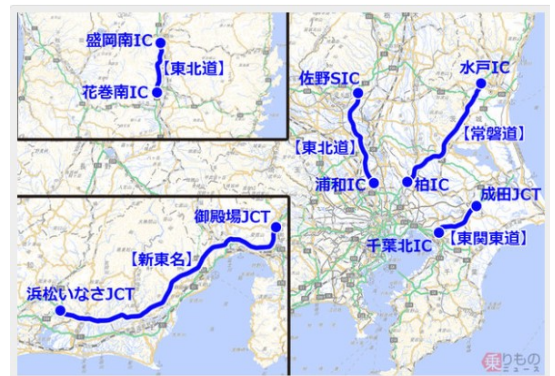 盛岡南IC
【東北道】
花巻南IC
佐野SIC
水戸IC
【東北道】
【常磐道】
浦和IC
柏IC
成田JCT
千葉北IC
【東関東道】
御殿場JCT
【新東名】
浜松いなさJCT
乗りもの
ニュース